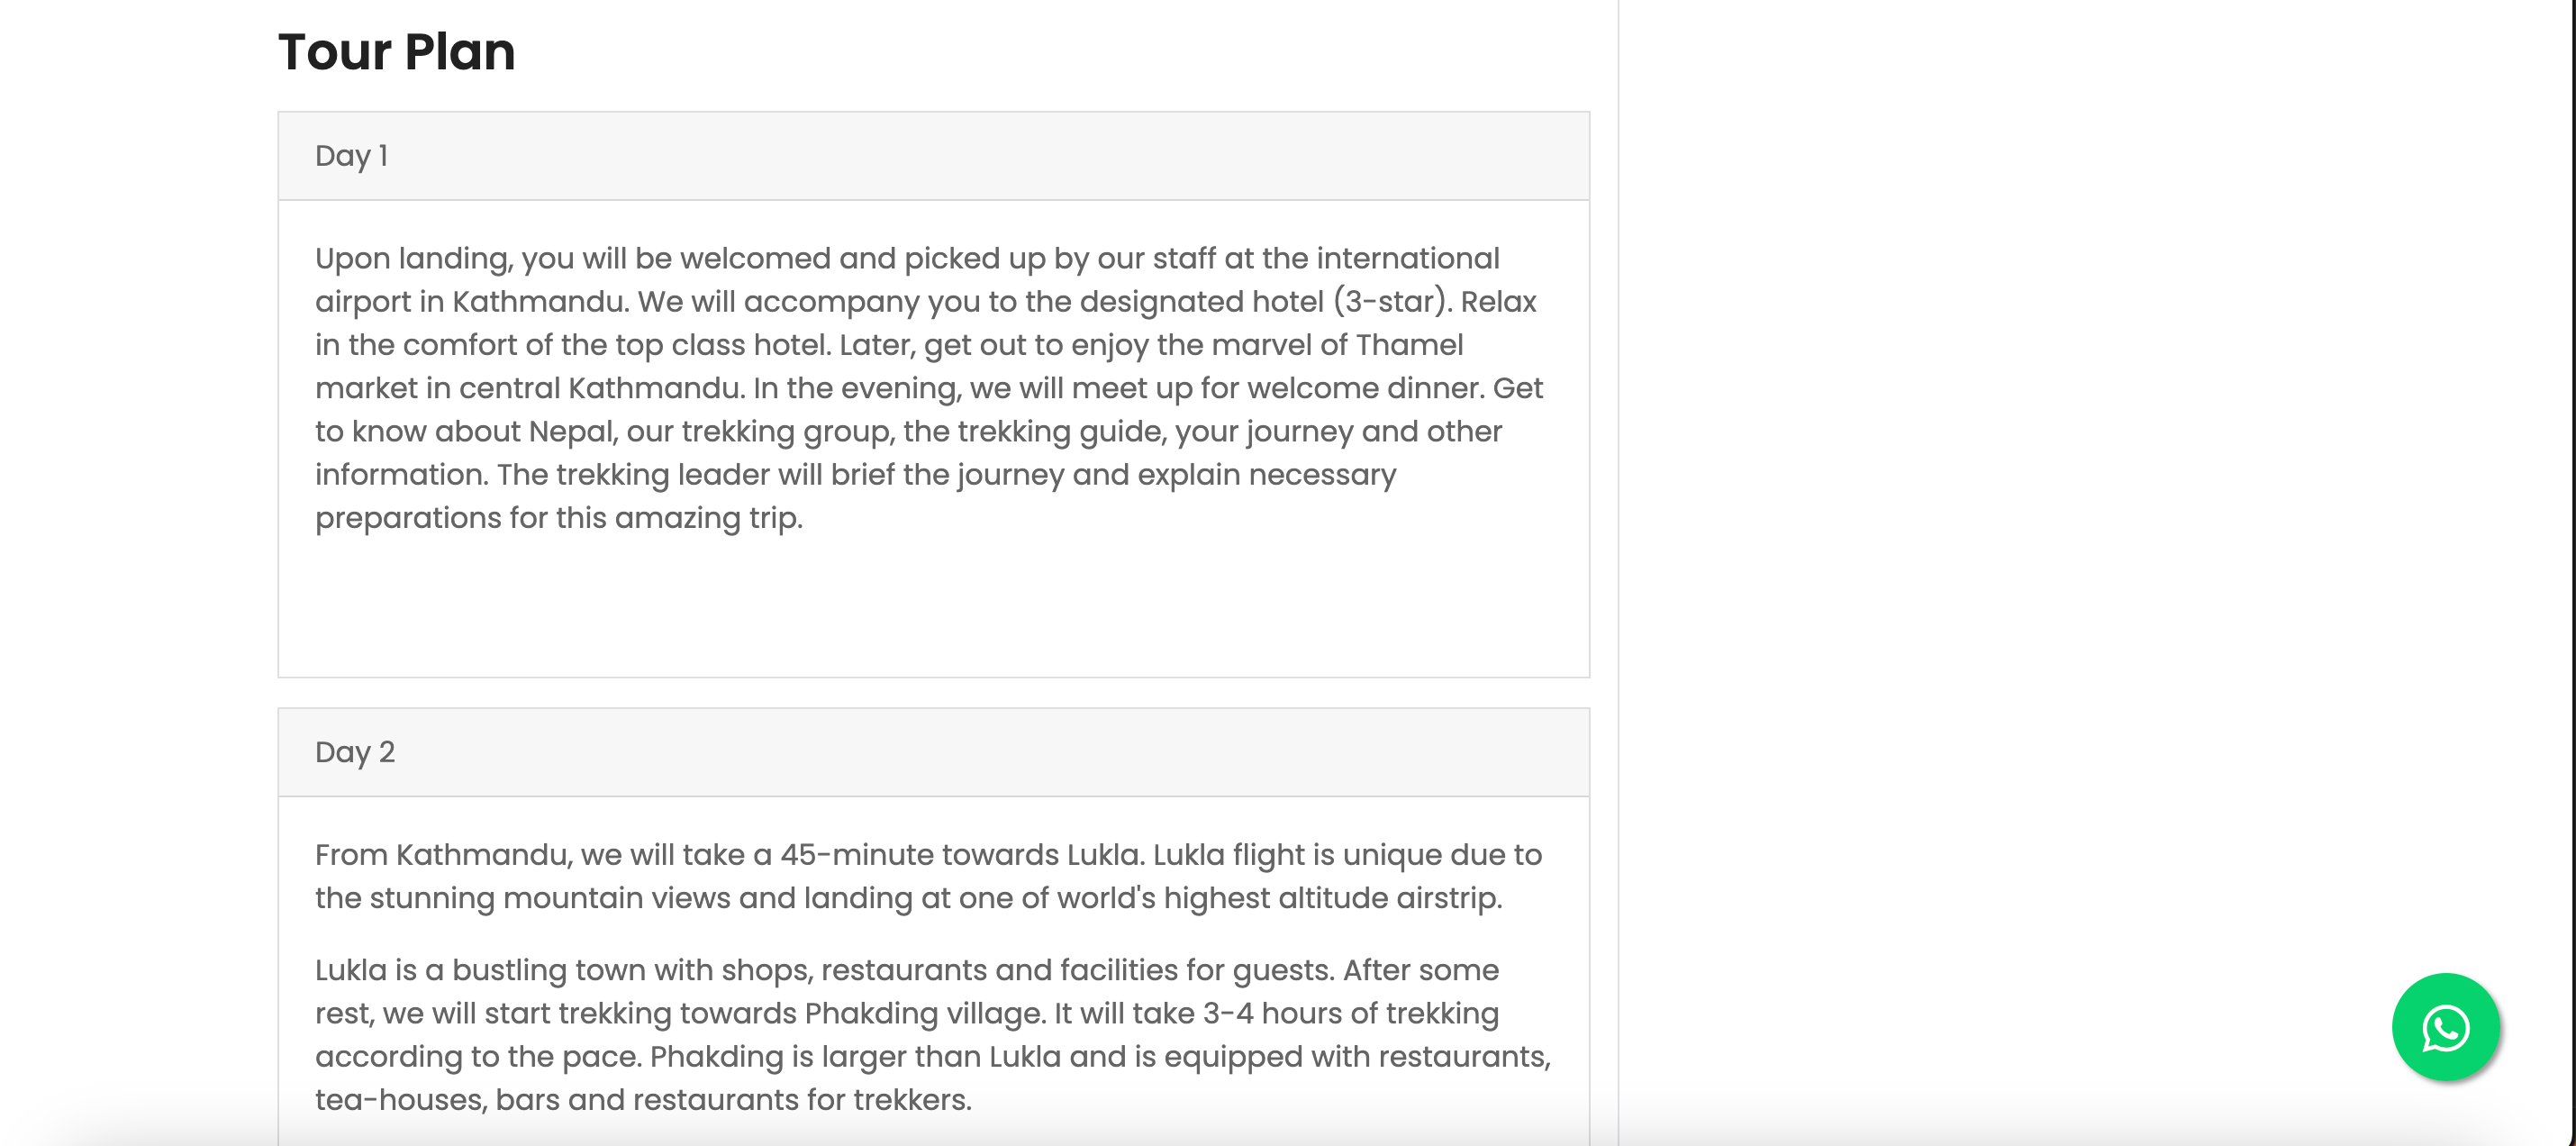 Tour Plan
Day 1
Upon landing, you will be welcomed and picked up by our staff at the international
airport in Kathmandu. We will accompany you to the designated hotel (3-star). Relax
in the comfort of the top class hotel. Later, get out to enjoy the marvel of Thamel
market in central Kathmandu. In the evening, we will meet up for welcome dinner. Get
to know about Nepal, our trekking group, the trekking guide, your journey and other
information. The trekking leader will brief the journey and explain necessary
preparations for this amazing trip.
Day 2
From Kathmandu, we will take a 45-minute towards Lukla. Lukla flight is unique due to
the stunning mountain views and landing at one of world's highest altitude airstrip.
Lukla is a bustling town with shops, restaurants and facilities for guests. After some
rest, we will start trekking towards Phakding village. It will take 3-4 hours of trekking
according to the pace. Phakding is larger than Lukla and is equipped with restaurants,
tea-houses, bars and restaurants for trekkers.